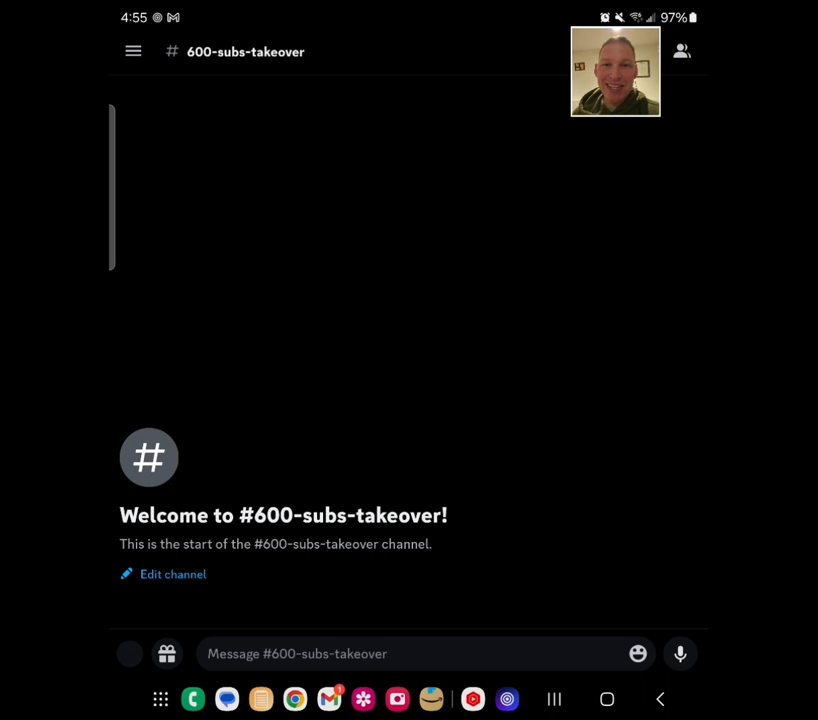 4:55
97%
# 600-subs-takeover
#
Welcome to #600-subs-takeover!
This is the start of the #600-subs-takeover channel.
Edit channel
Message #600-subs-takeover
1